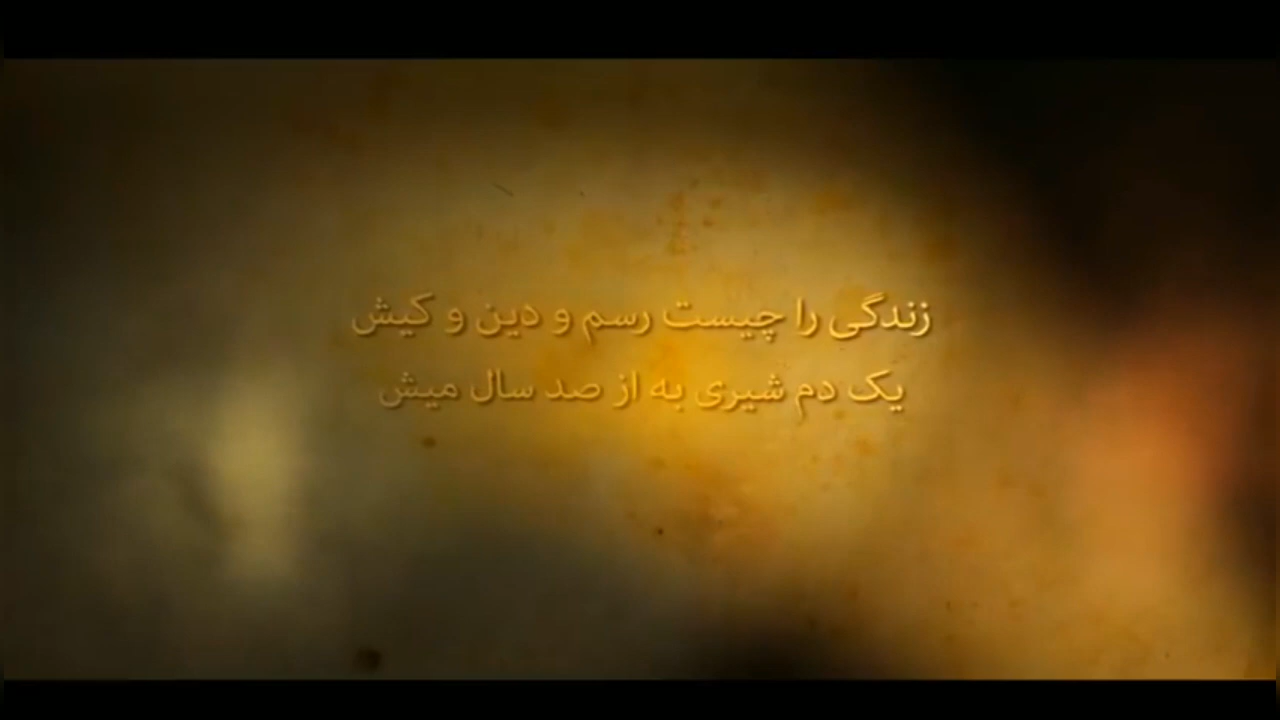 زندگی را چیست رسم و دین و کیش
یک دم شیری به از صد سال میش